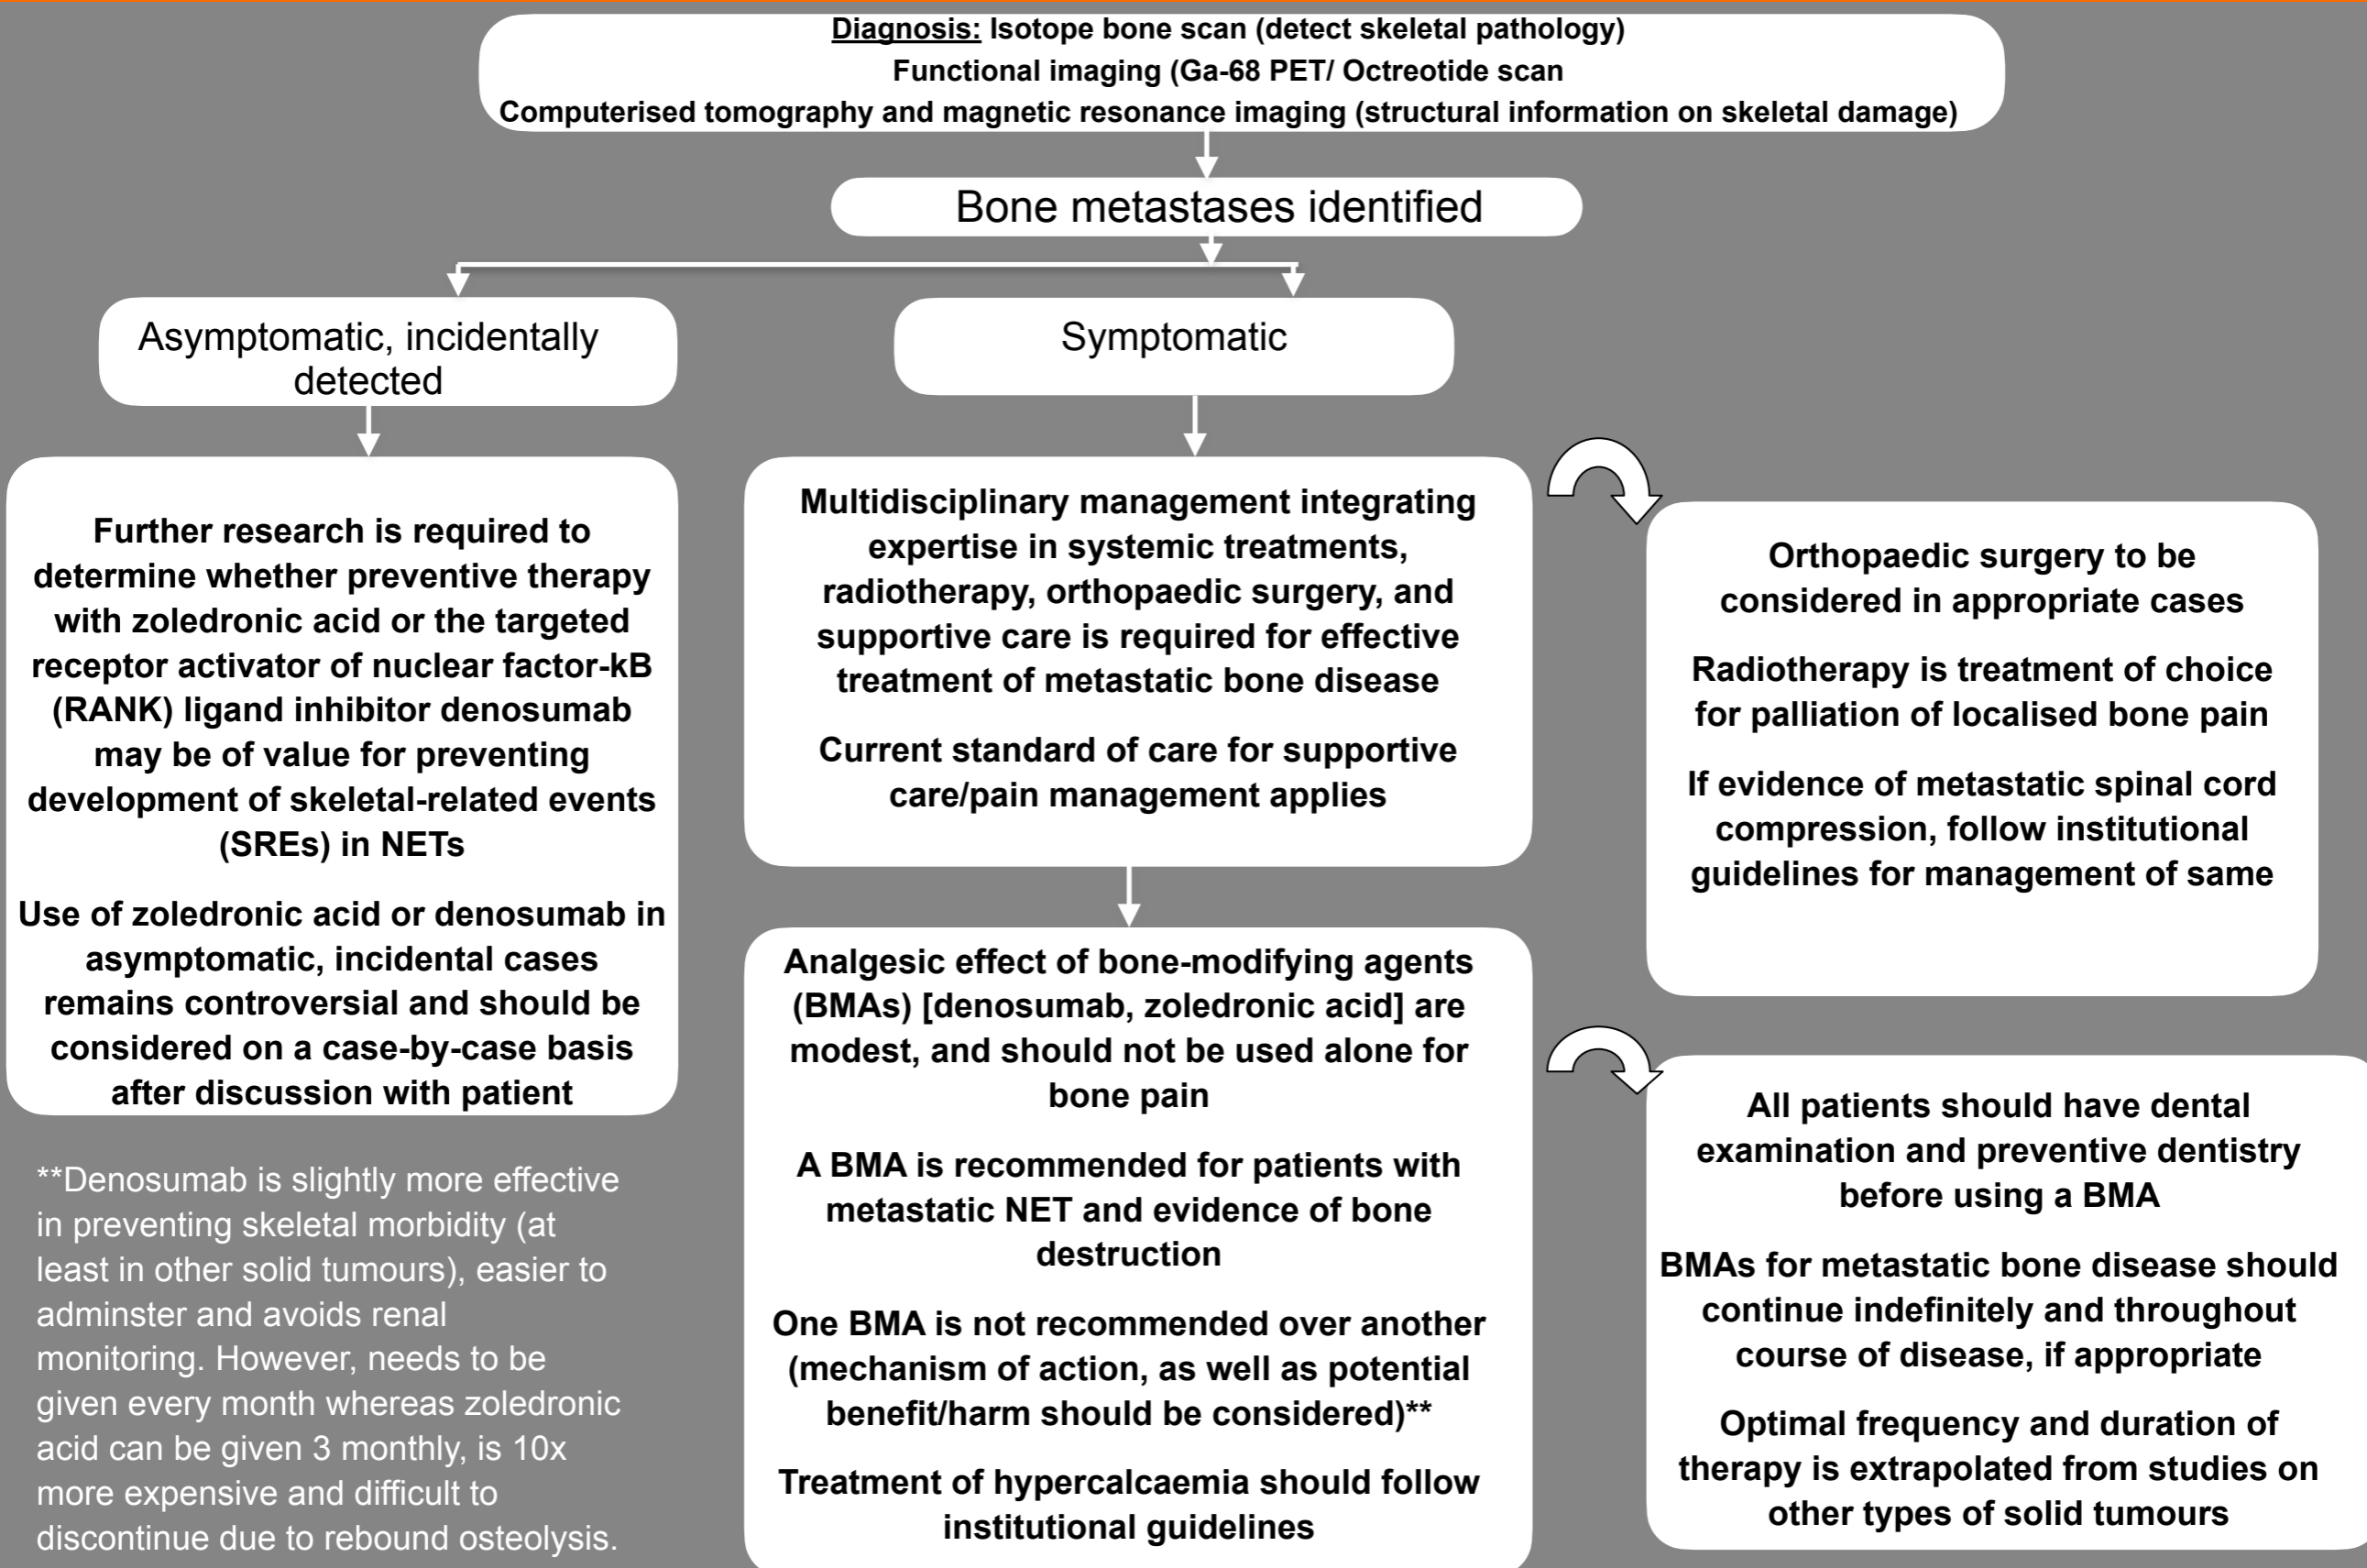 Diagnosis: Isotope bone scan (detect skeletal pathology)
Functional imaging (Ga-68 PET/ Octreotide scan
Computerised tomography and magnetic resonance imaging (structural information on skeletal damage)
Bone metastases identified
Asymptomatic, incidentally
detected
Symptomatic
Further research is required to
determine whether preventive therapy
with zoledronic acid or the targeted
receptor activator of nuclear factor-kB
(RANK) ligand inhibitor denosumab
may be of value for preventing
development of skeletal-related events
(SREs) in NETs
Use of zoledronic acid or denosumab in
asymptomatic, incidental cases
remains controversial and should be
considered on a case-by-case basis
after discussion with patient
**Denosumab is slightly more effective
in preventing skeletal morbidity (at
least in other solid tumours), easier to
adminster and avoids renal
monitoring. However, needs to be
given every month whereas zoledronic
acid can be given 3 monthly, is 10x
more expensive and difficult to
discontinue due to rebound osteolysis.
Multidisciplinary management integrating
expertise in systemic treatments,
radiotherapy, orthopaedic surgery, and
supportive care is required for effective
treatment of metastatic bone disease
Current standard of care for supportive
care/pain management applies
Analgesic effect of bone-modifying agents
(BMAs) [denosumab, zoledronic acid] are
modest, and should not be used alone for
bone pain
A BMA is recommended for patients with
metastatic NET and evidence of bone
destruction
One BMA is not recommended over another
(mechanism of action, as well as potential
benefit/harm should be considered)**
Treatment of hypercalcaemia should follow
institutional guidelines
Orthopaedic surgery to be
considered in appropriate cases
Radiotherapy is treatment of choice
for palliation of localised bone pain
If evidence of metastatic spinal cord
compression, follow institutional
guidelines for management of same
All patients should have dental
examination and preventive dentistry
before using a BMA
BMAs for metastatic bone disease should
continue indefinitely and throughout
course of disease, if appropriate
Optimal frequency and duration of
therapy is extrapolated from studies on
other types of solid tumours